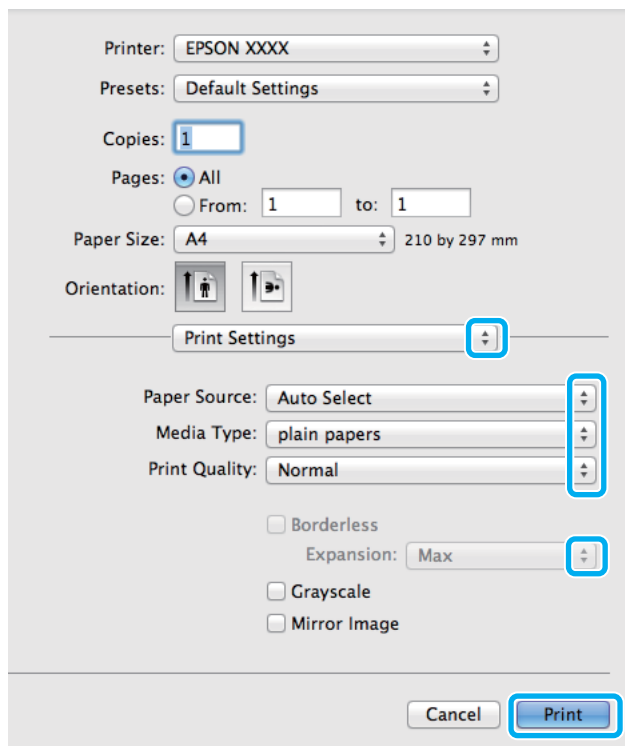 Printer: EPSON XXXX
Presets: Default Settings
Copies: 1
Pages: All
From: 1 to: 1
Paper Size: A4 210 by 297 mm
Orientation:
Print Settings
Paper Source: Auto Select
Media Type: plain papers
Print Quality: Normal
Borderless
Expansion: Max
Grayscale
Mirror Image
Cancel Print